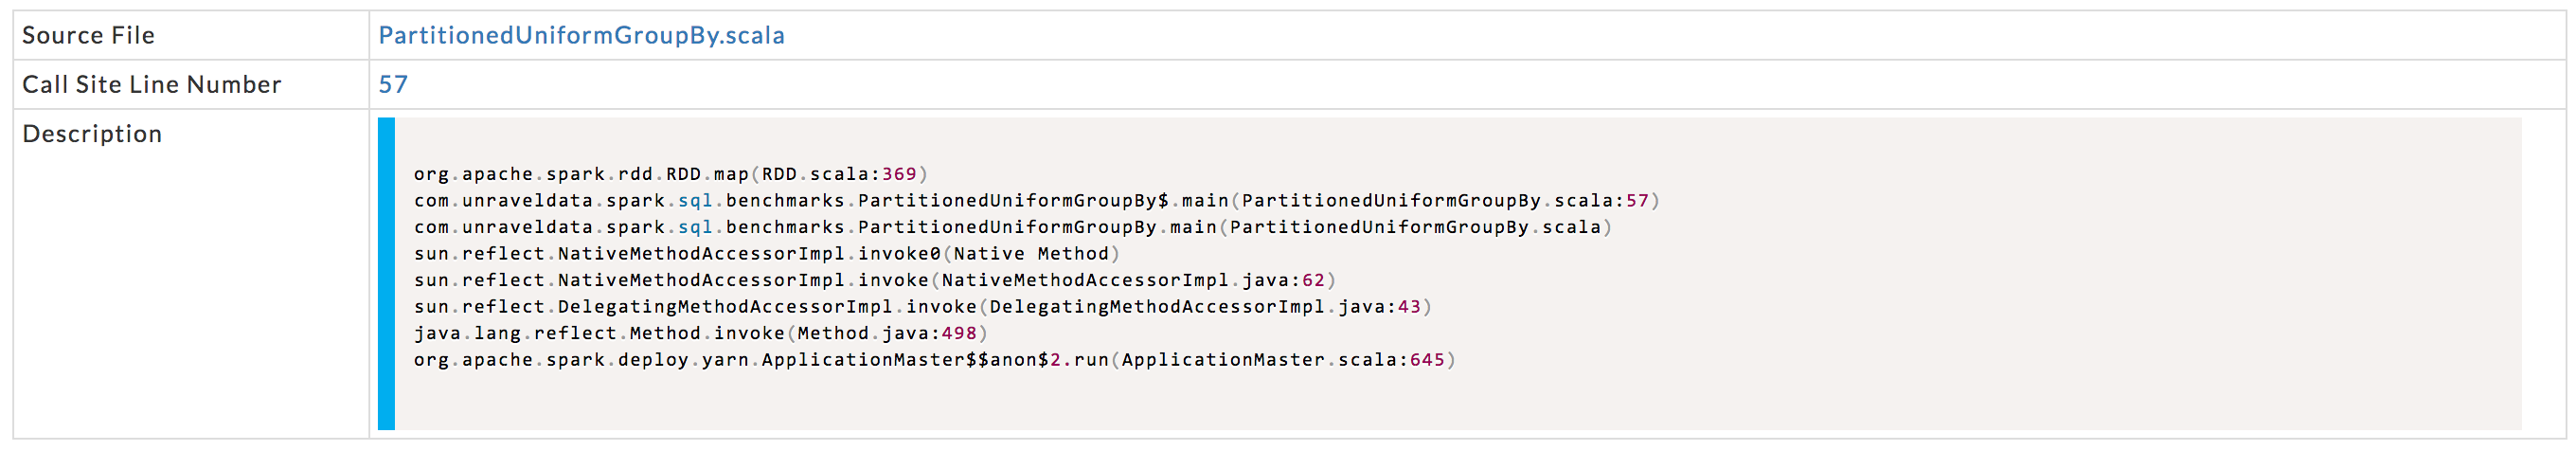 Source File PartitionedUniformGroupBy.scala
Call Site Line Number 57
Description
org.apache.spark.rdd.RDD.map(RDD.scala:369)
com.unraveldata.spark.sql.benchmarks.PartitionedUniformGroupBy$.main(PartitionedUniformGroupBy.scala:57)
com.unraveldata.spark.sql.benchmarks.PartitionedUniformGroupBy.main(PartitionedUniformGroupBy.scala)
sun.reflect.NativeMethodAccessorImpl.invoke0(Native Method)
sun.reflect.NativeMethodAccessorImpl.invoke(NativeMethodAccessorImpl.java:62)
sun.reflect.DelegatingMethodAccessorImpl.invoke(DelegatingMethodAccessorImpl.java:43)
java.lang.reflect.Method.invoke(Method.java:498)
org.apache.spark.deploy.yarn.ApplicationMaster$$anon$2.run(ApplicationMaster.scala:645)